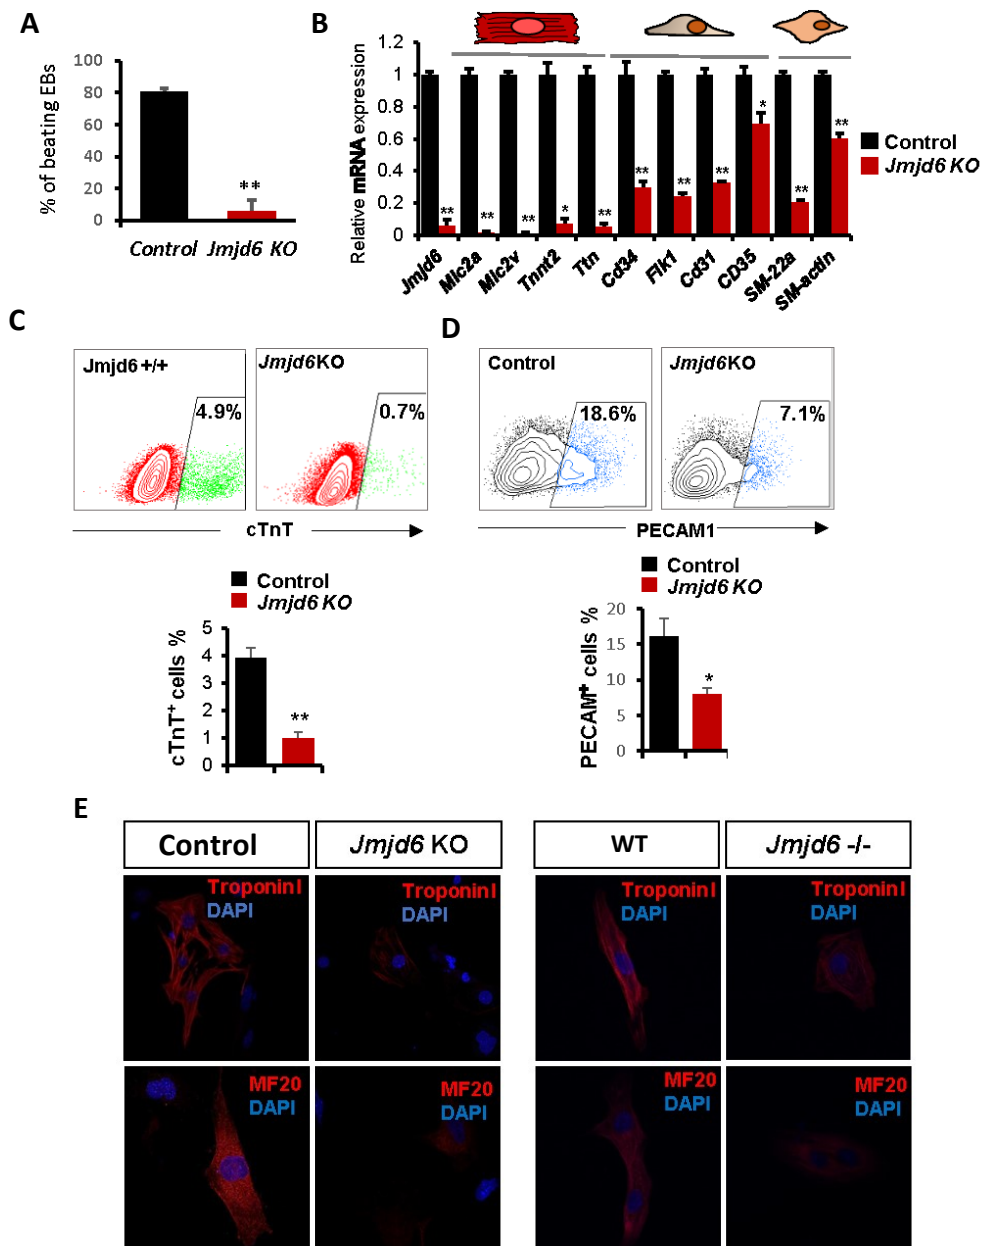 A
% of beating EBs
100
80
60
40
20
0
**
Control Jmjd6 KO
B
Relative mRNA expression
1.2
1
0.8
0.6
0.4
0.2
0
**
**
**
*
**
**
**
**
*
**
**
Jmjd6
Mlc2a
Mlc2v
Tnnt2
Ttn
Cd34
Flk1
Cd31
CD35
SM-22a
SM-actin
Control
Jmjd6 KO
C
Jmjd6 +/+
4.9%
Jmjd6KO
0.7%
cTnT
Control
Jmjd6 KO
cTnT+ cells %
5
4
3
2
1
0
**
D
Control
18.6%
Jmjd6KO
7.1%
PECAM1
Control
Jmjd6 KO
PECAM+ cells %
20
15
10
5
0
*
E
Control
Jmjd6 KO
WT
Jmjd6 -/-
Troponin I
DAPI
Troponin I
DAPI
Troponin I
DAPI
Troponin I
DAPI
MF20
DAPI
MF20
DAPI
MF20
DAPI
MF20
DAPI